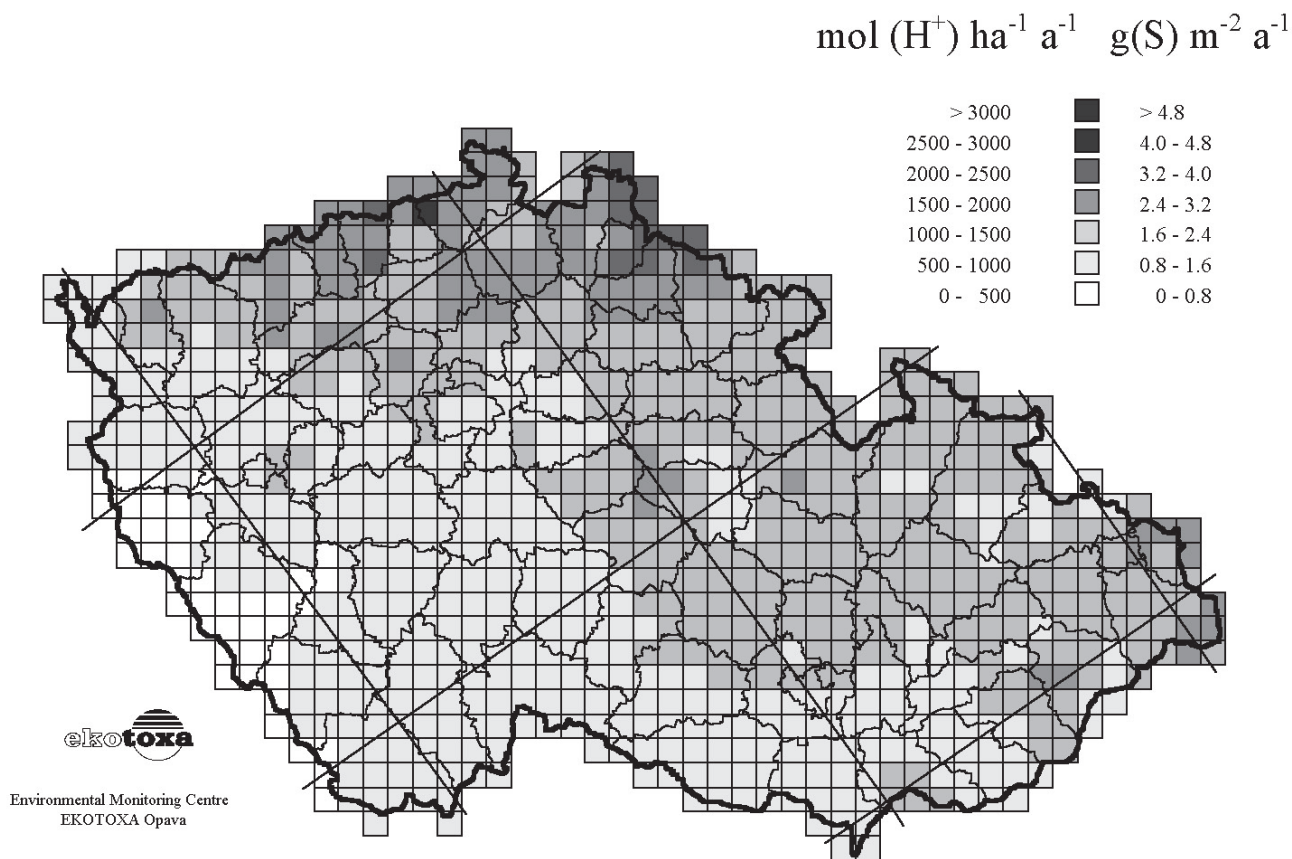 mol (H⁺) ha⁻¹ a⁻¹ g(S) m⁻² a⁻¹
> 3000 > 4.8
2500 - 3000 4.0 - 4.8
2000 - 2500 3.2 - 4.0
1500 - 2000 2.4 - 3.2
1000 - 1500 1.6 - 2.4
500 - 1000 0.8 - 1.6
0 - 500 0 - 0.8
ekotoxa
Environmental Monitoring Centre
EKOTOXA Opava